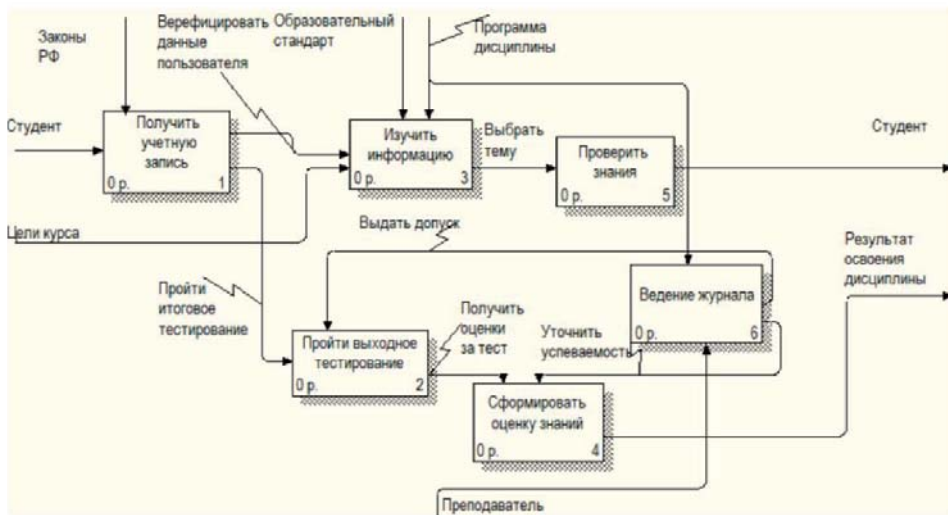 Законы
РФ
Верифицировать
данные
пользователя
Образовательный
стандарт
Программа
дисциплины
Студент
Получить
учетную
запись
0 р.
1
Изучить
информацию
0 р.
3
Выбрать
тему
Проверить
знания
0 р.
5
Студент
Цели курса
Выдать допуск
Результат
освоения
дисциплины
Пройти
итоговое
тестирование
Ведение журнала
0 р.
6
Получить
оценки
за тест
Уточнить
успеваемость
Пройти выходное
тестирование
0 р.
2
Сформировать
оценку знаний
0 р.
4
Преподаватель